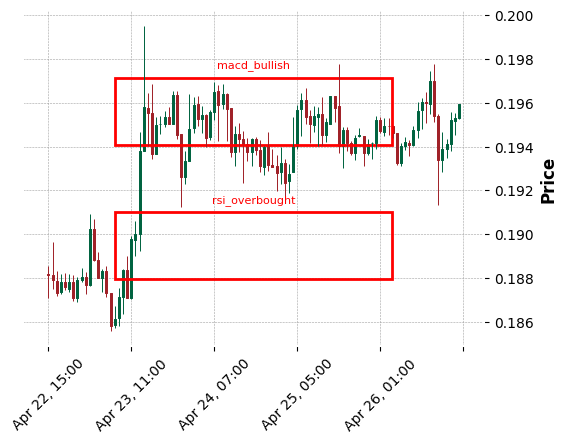 macd_bullish
rsi_overbought
0.200
0.198
0.196
0.194
0.192
0.190
0.188
0.186
Price
Apr 22, 15:00
Apr 23, 11:00
Apr 24, 07:00
Apr 25, 05:00
Apr 26, 01:00